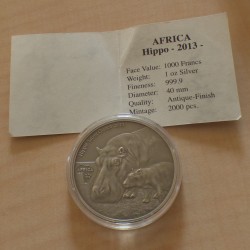 AFRICA
Hippo - 2013 -
Face Value: 1000 Francs
Weight: 1 oz Silver
Fineness: 999.9
Diameter: 40 mm
Quality: Antique-Finish
Mintage: 2000 pcs.